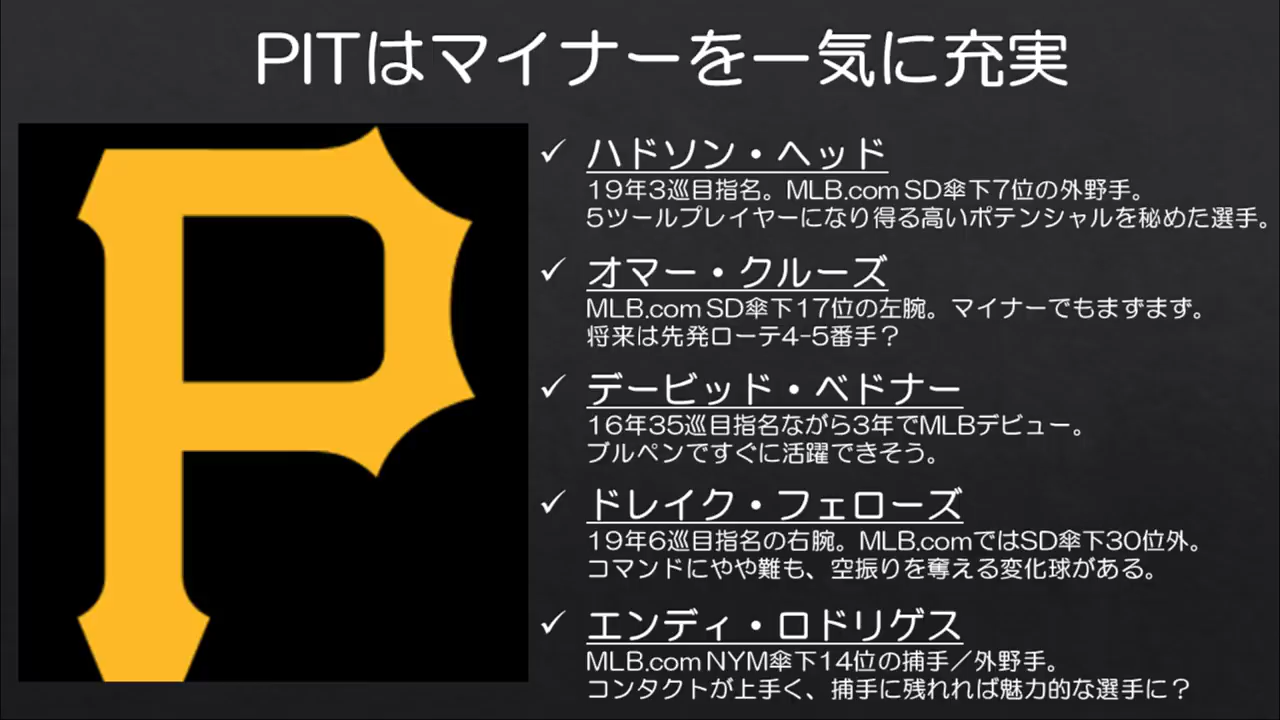 PITはマイナーを一気に充実
P
ハドソン・ヘッド
19年3巡目指名。MLB.com SD傘下7位の外野手。
5ツールプレイヤーになり得る高いポテンシャルを秘めた選手。
オマー・クルーズ
MLB.com SD傘下17位の左腕。マイナーでもまずまず。
将来は先発ローテ4-5番手？
デービッド・ベドナー
16年35巡目指名ながら3年でMLBデビュー。
ブルペンですぐに活躍できそう。
ドレイク・フェローズ
19年6巡目指名の右腕。MLB.comではSD傘下30位外。
コマンドにやや難も、空振りを奪える変化球がある。
エンディ・ロドリゲス
MLB.com NYM傘下14位の捕手／外野手。
コンタクトが上手く、捕手に残れれば魅力的な選手に？